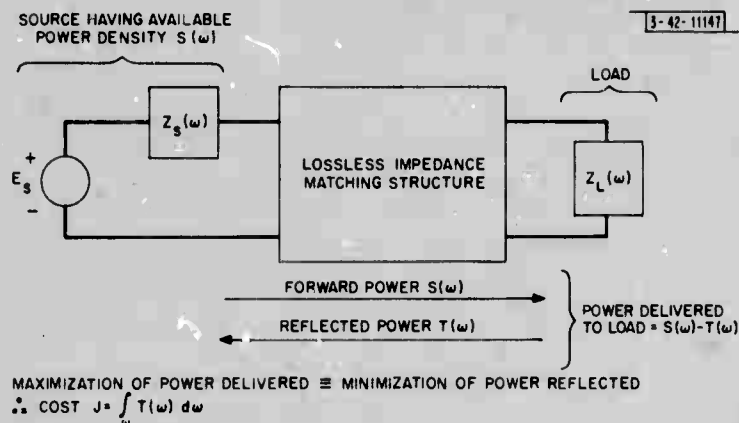 SOURCE HAVING AVAILABLE
POWER DENSITY S(ω)
3-42-11147
LOAD
Z_S(ω)
LOSSLESS IMPEDANCE
MATCHING STRUCTURE
Z_L(ω)
+
E_S
−
FORWARD POWER S(ω)
REFLECTED POWER T(ω)
POWER DELIVERED
TO LOAD = S(ω)-T(ω)
MAXIMIZATION OF POWER DELIVERED ≡ MINIMIZATION OF POWER REFLECTED
∴ COST J = ∫ T(ω) dω
ω